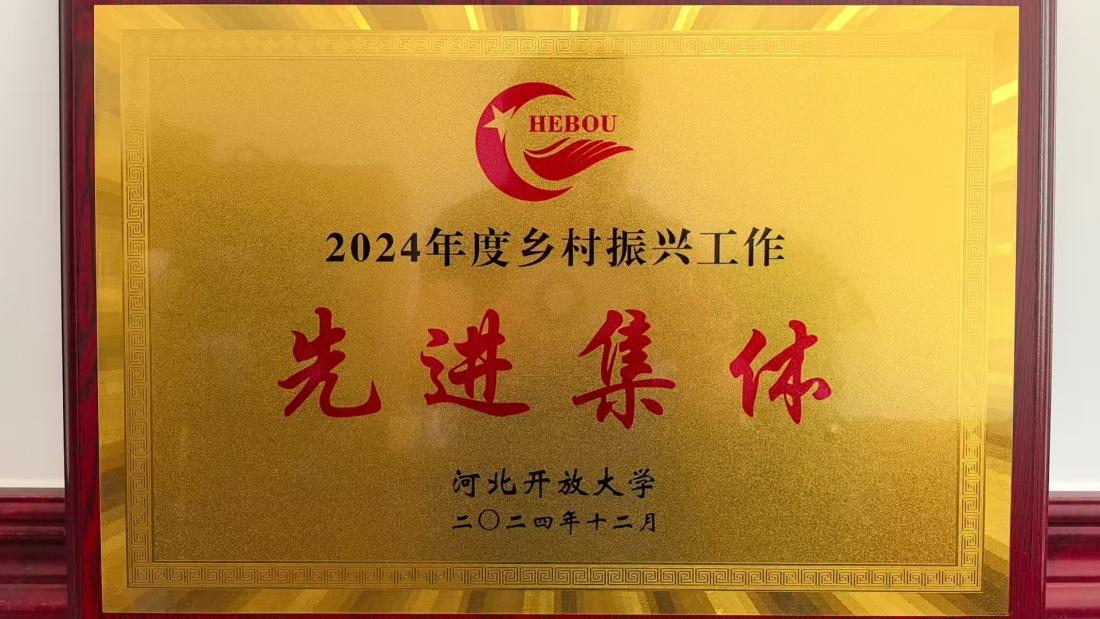 HEBOU
2024年度乡村振兴工作
先进集体
河北开放大学
二〇二四年十二月